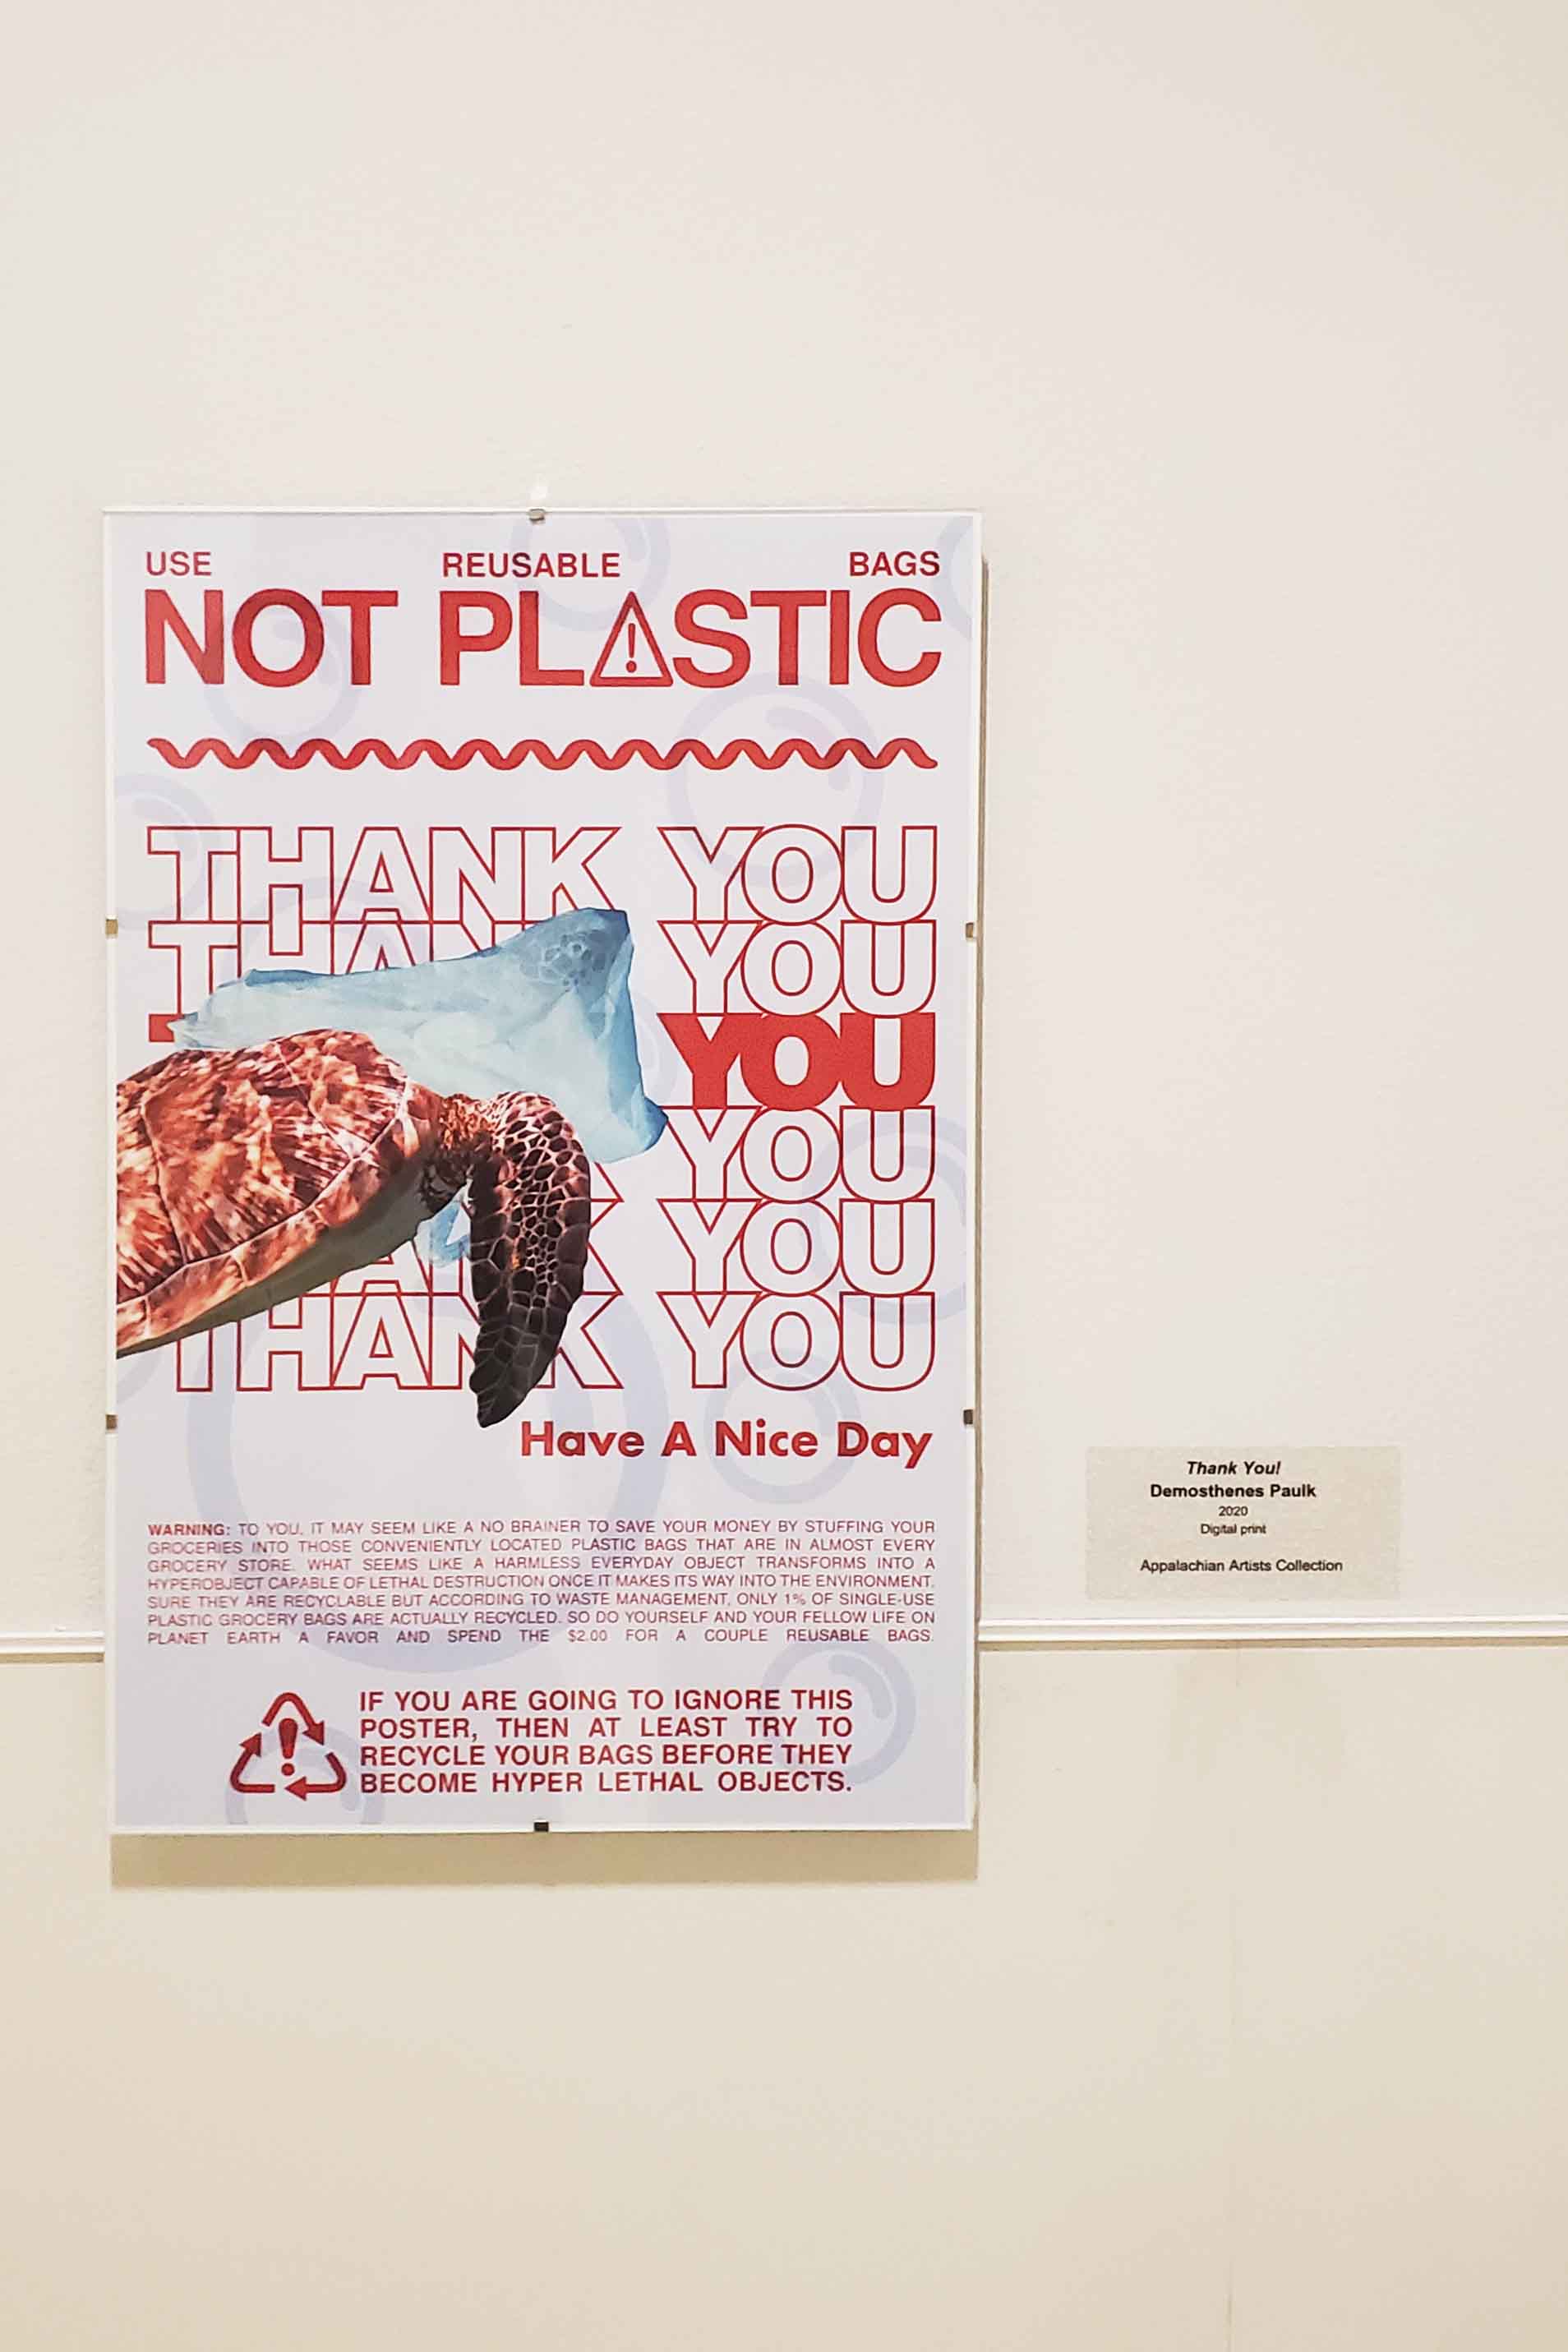 USE REUSABLE BAGS
NOT PLASTIC
THANK YOU
THANK YOU
YOU
YOU
YOU
THANK YOU
Have A Nice Day
WARNING: TO YOU, IT MAY SEEM LIKE A NO BRAINER TO SAVE YOUR MONEY BY STUFFING YOUR
GROCERIES INTO THOSE CONVENIENTLY LOCATED PLASTIC BAGS THAT ARE IN ALMOST EVERY
GROCERY STORE. WHAT SEEMS LIKE A HARMLESS EVERYDAY OBJECT TRANSFORMS INTO A
HYPEROBJECT CAPABLE OF LETHAL DESTRUCTION ONCE IT MAKES ITS WAY INTO THE ENVIRONMENT.
SURE THEY ARE RECYCLABLE BUT ACCORDING TO WASTE MANAGEMENT, ONLY 1% OF SINGLE-USE
PLASTIC GROCERY BAGS ARE ACTUALLY RECYCLED. SO DO YOURSELF AND YOUR FELLOW LIFE ON
PLANET EARTH A FAVOR AND SPEND THE $2.00 FOR A COUPLE REUSABLE BAGS.
IF YOU ARE GOING TO IGNORE THIS
POSTER, THEN AT LEAST TRY TO
RECYCLE YOUR BAGS BEFORE THEY
BECOME HYPER LETHAL OBJECTS.
Thank You!
Demosthenes Paulk
2020
Digital print
Appalachian Artists Collection